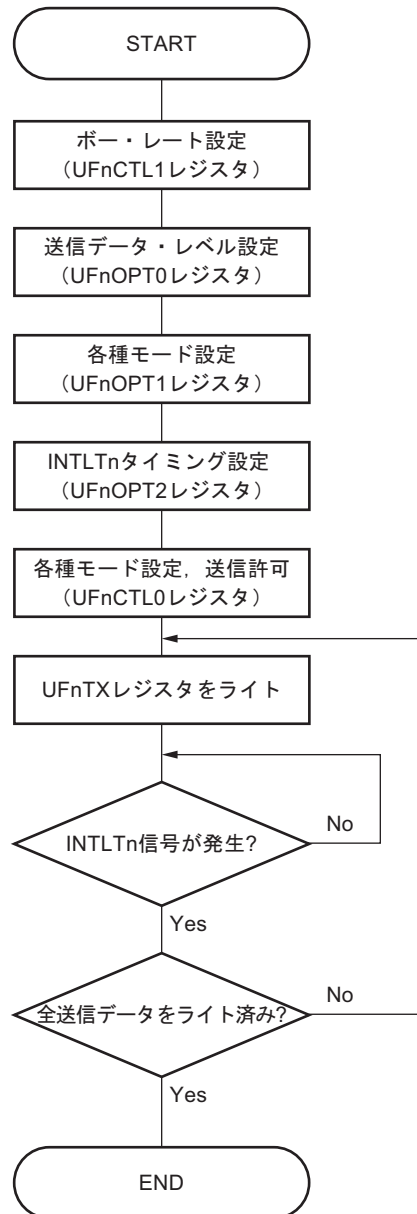 START
ボー・レート設定
（UFnCTL1レジスタ）
送信データ・レベル設定
（UFnOPT0レジスタ）
各種モード設定
（UFnOPT1レジスタ）
INTLTnタイミング設定
（UFnOPT2レジスタ）
各種モード設定，送信許可
（UFnCTL0レジスタ）
UFnTXレジスタをライト
INTLTn信号が発生?
No
Yes
全送信データをライト済み?
No
Yes
END